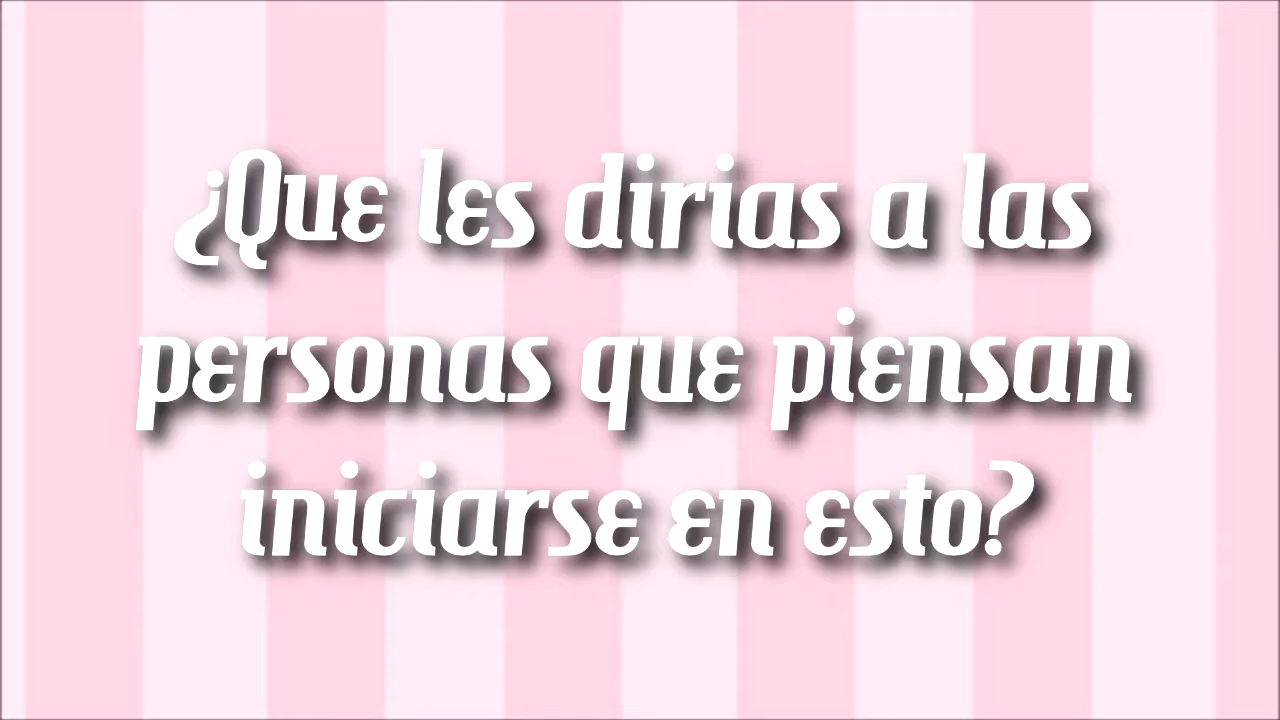 ¿Que les dirias a las
personas que piensan
iniciarse en esto?